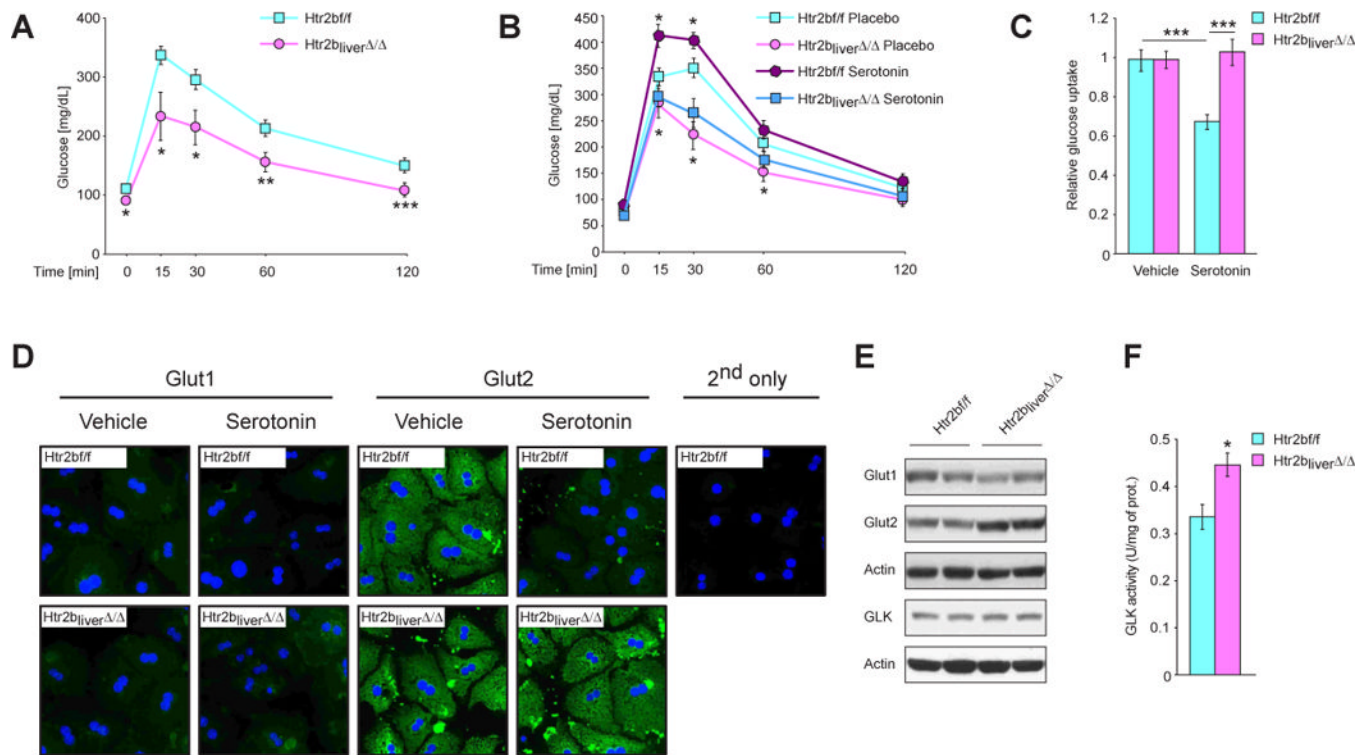 A
Htr2bf/f
Htr2bliverΔ/Δ
Glucose [mg/dL]
400
300
200
100
0
*
*
*
**
***
Time [min]
0 15 30 60 120
B
Htr2bf/f Placebo
Htr2bliverΔ/Δ Placebo
Htr2bf/f Serotonin
Htr2bliverΔ/Δ Serotonin
Glucose [mg/dL]
450
400
350
300
250
200
150
100
50
0
* *
* * *
Time [min]
0 15 30 60 120
C
Htr2bf/f
Htr2bliverΔ/Δ
Relative glucose uptake
1.2
1
0.8
0.6
0.4
0.2
0
*** ***
Vehicle Serotonin
D
Glut1 Glut2 2nd only
Vehicle Serotonin Vehicle Serotonin
Htr2bf/f Htr2bf/f Htr2bf/f Htr2bf/f Htr2bf/f
Htr2bliverΔ/Δ Htr2bliverΔ/Δ Htr2bliverΔ/Δ Htr2bliverΔ/Δ
E
Htr2bf/f Htr2bliverΔ/Δ
Glut1
Glut2
Actin
GLK
Actin
F
Htr2bf/f
Htr2bliverΔ/Δ
GLK activity (U/mg of prot.)
0.5
0.4
0.3
0.2
0.1
0
*